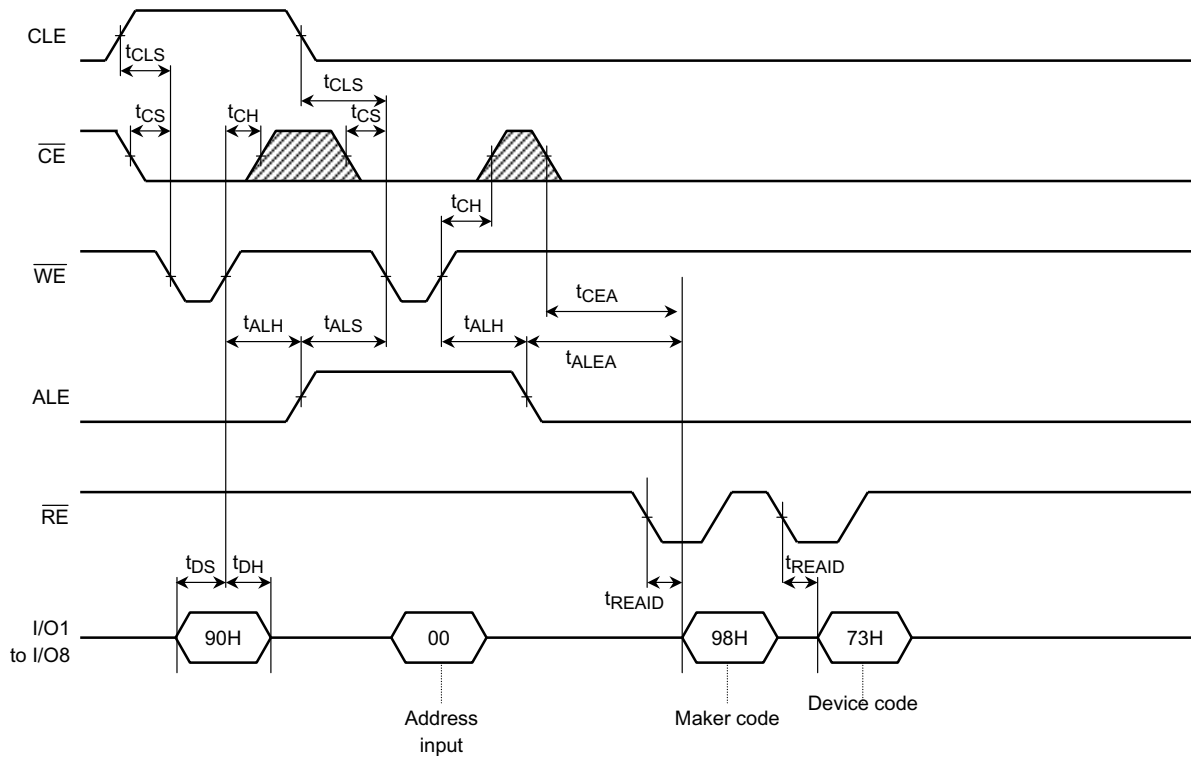 CLE
tCLS
tCLS
tCS
tCH
tCS
CE
tCH
WE
tCEA
tALH
tALS
tALH
tALEA
ALE
RE
tDS
tDH
tREAID
tREAID
I/O1
to I/O8
90H
00
98H
73H
Address
input
Maker code
Device code